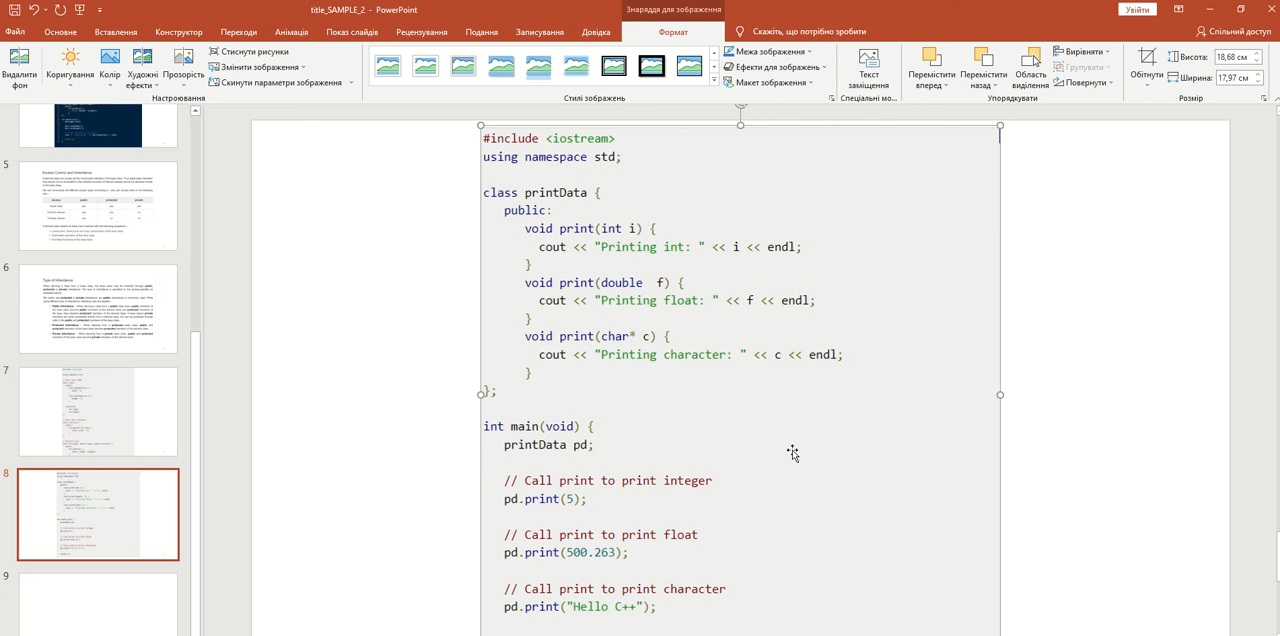 title_SAMPLE_2 - PowerPoint
Знаряддя для зображення
Увійти
Файл
Основне
Вставлення
Конструктор
Переходи
Анімація
Показ слайдів
Рецензування
Подання
Записування
Довідка
Формат
Скажіть, що потрібно зробити
Спільний доступ
Видалити фон
Коригування
Колір
Художні ефекти
Прозорість
Стиснути рисунки
Змінити зображення
Скинути параметри зображення
Настроювання
Стилі зображень
Межа зображення
Ефекти для зображень
Макет зображення
Текст заміщення
Спеціальні мо...
Перемістити вперед
Перемістити назад
Область виділення
Вирівняти
Групувати
Повернути
Упорядкувати
Обітнути
Висота: 18,68 см
Ширина: 17,97 см
Розмір
5
Access Control and Inheritance
6
Type of Inheritance
7
8
9
#include <iostream>
using namespace std;
class printData {
public:
void print(int i) {
cout << "Printing int: " << i << endl;
}
void print(double  f) {
cout << "Printing float: " << f << endl;
}
void print(char* c) {
cout << "Printing character: " << c << endl;
}
};
int main(void) {
printData pd;
// Call print to print integer
pd.print(5);
// Call print to print float
pd.print(500.263);
// Call print to print character
pd.print("Hello C++");